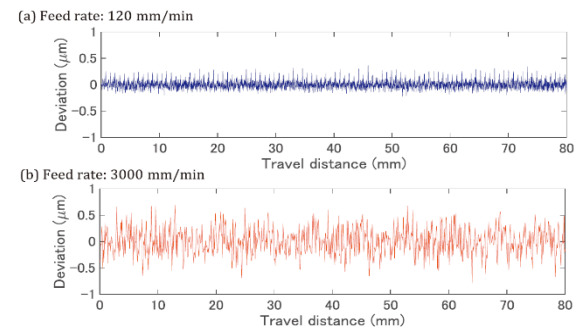 (a) Feed rate: 120 mm/min
1
0.5
0
−0.5
−1
Deviation (μm)
0 10 20 30 40 50 60 70 80
Travel distance (mm)
(b) Feed rate: 3000 mm/min
1
0.5
0
−0.5
−1
Deviation (μm)
0 10 20 30 40 50 60 70 80
Travel distance (mm)